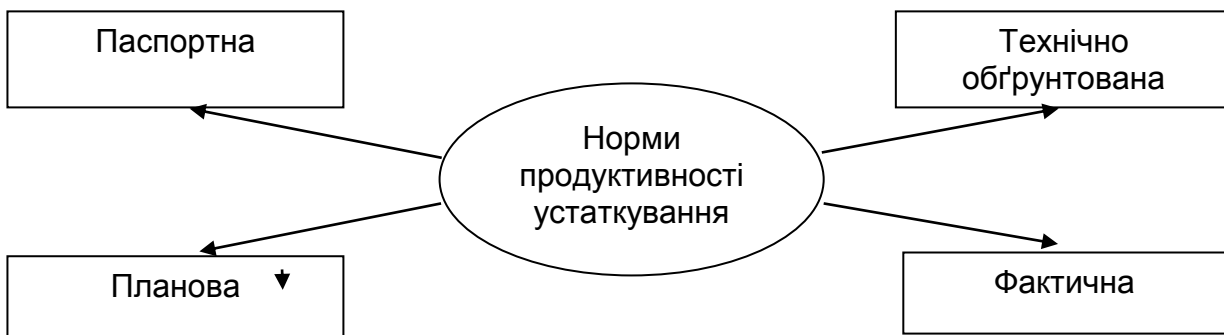 Паспортна
Технічно
обґрунтована
Норми
продуктивності
устаткування
Планова
Фактична